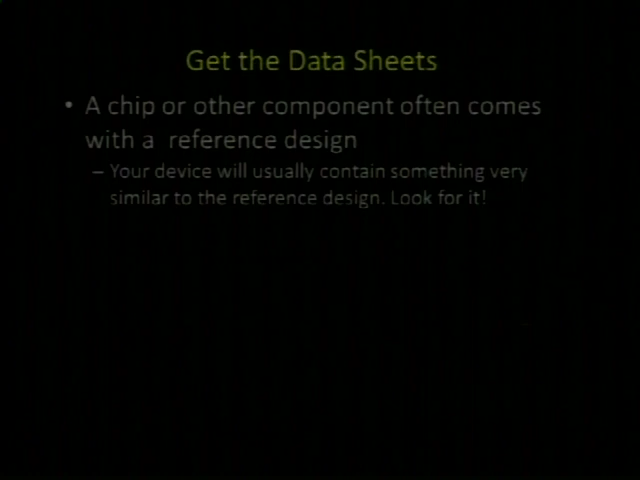 Get the Data Sheets
• A chip or other component often comes
with a reference design
– Your device will usually contain something very
similar to the reference design. Look for it!